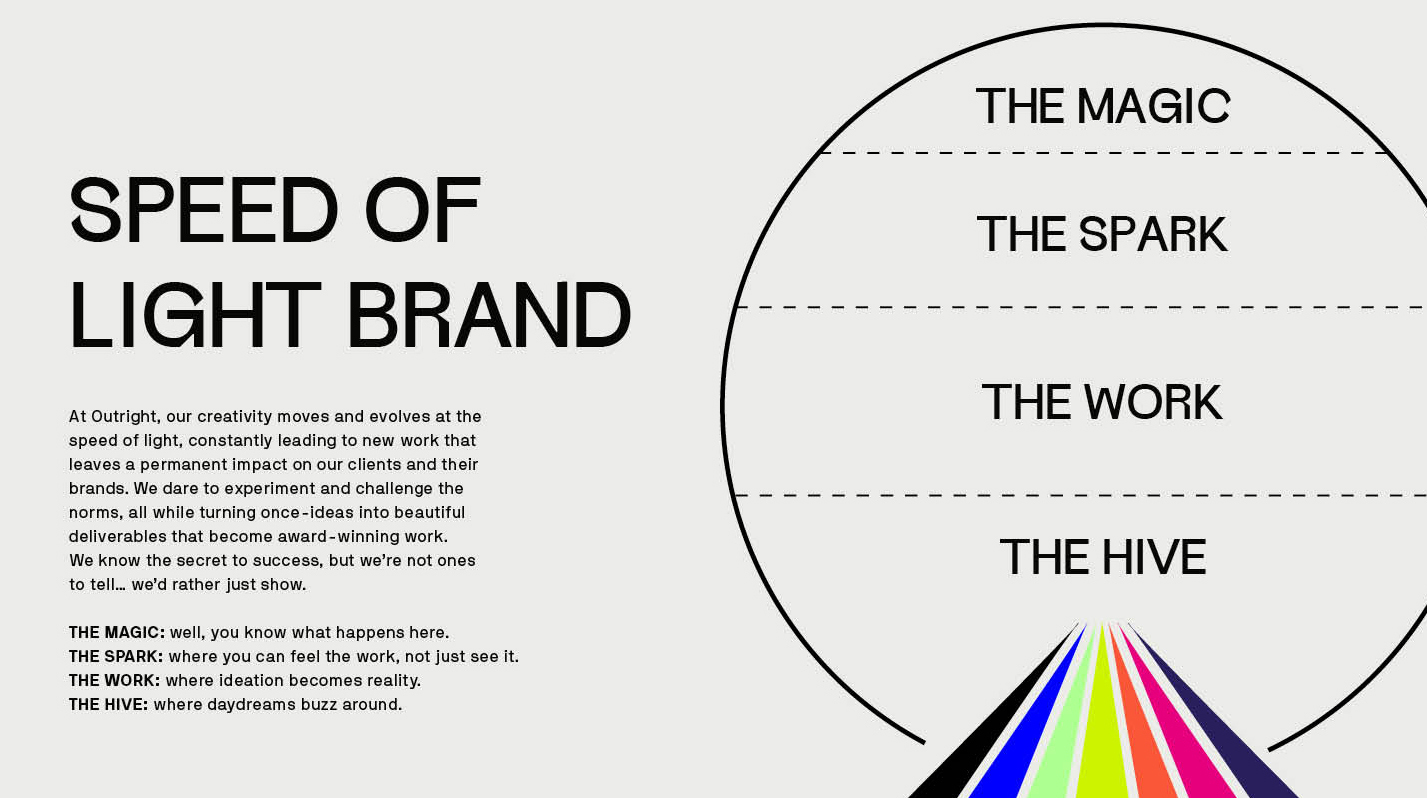 SPEED OF
LIGHT BRAND
At Outright, our creativity moves and evolves at the
speed of light, constantly leading to new work that
leaves a permanent impact on our clients and their
brands. We dare to experiment and challenge the
norms, all while turning once-ideas into beautiful
deliverables that become award-winning work.
We know the secret to success, but we’re not ones
to tell… we’d rather just show.
THE MAGIC: well, you know what happens here.
THE SPARK: where you can feel the work, not just see it.
THE WORK: where ideation becomes reality.
THE HIVE: where daydreams buzz around.
THE MAGIC
THE SPARK
THE WORK
THE HIVE